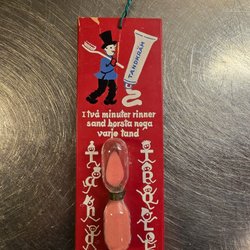 TANDKRÄM
I två minuter rinner
sand borsta noga
varje tand